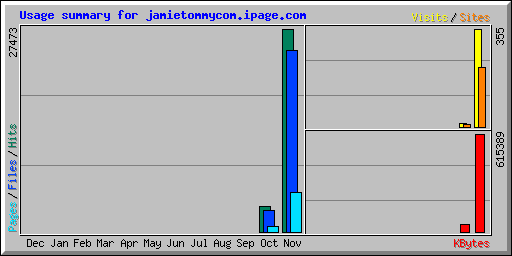 Usage summary for jamietommycom.ipage.com
Visits / Sites
27473
355
Pages / Files / Hits
615389
Dec Jan Feb Mar Apr May Jun Jul Aug Sep Oct Nov
KBytes